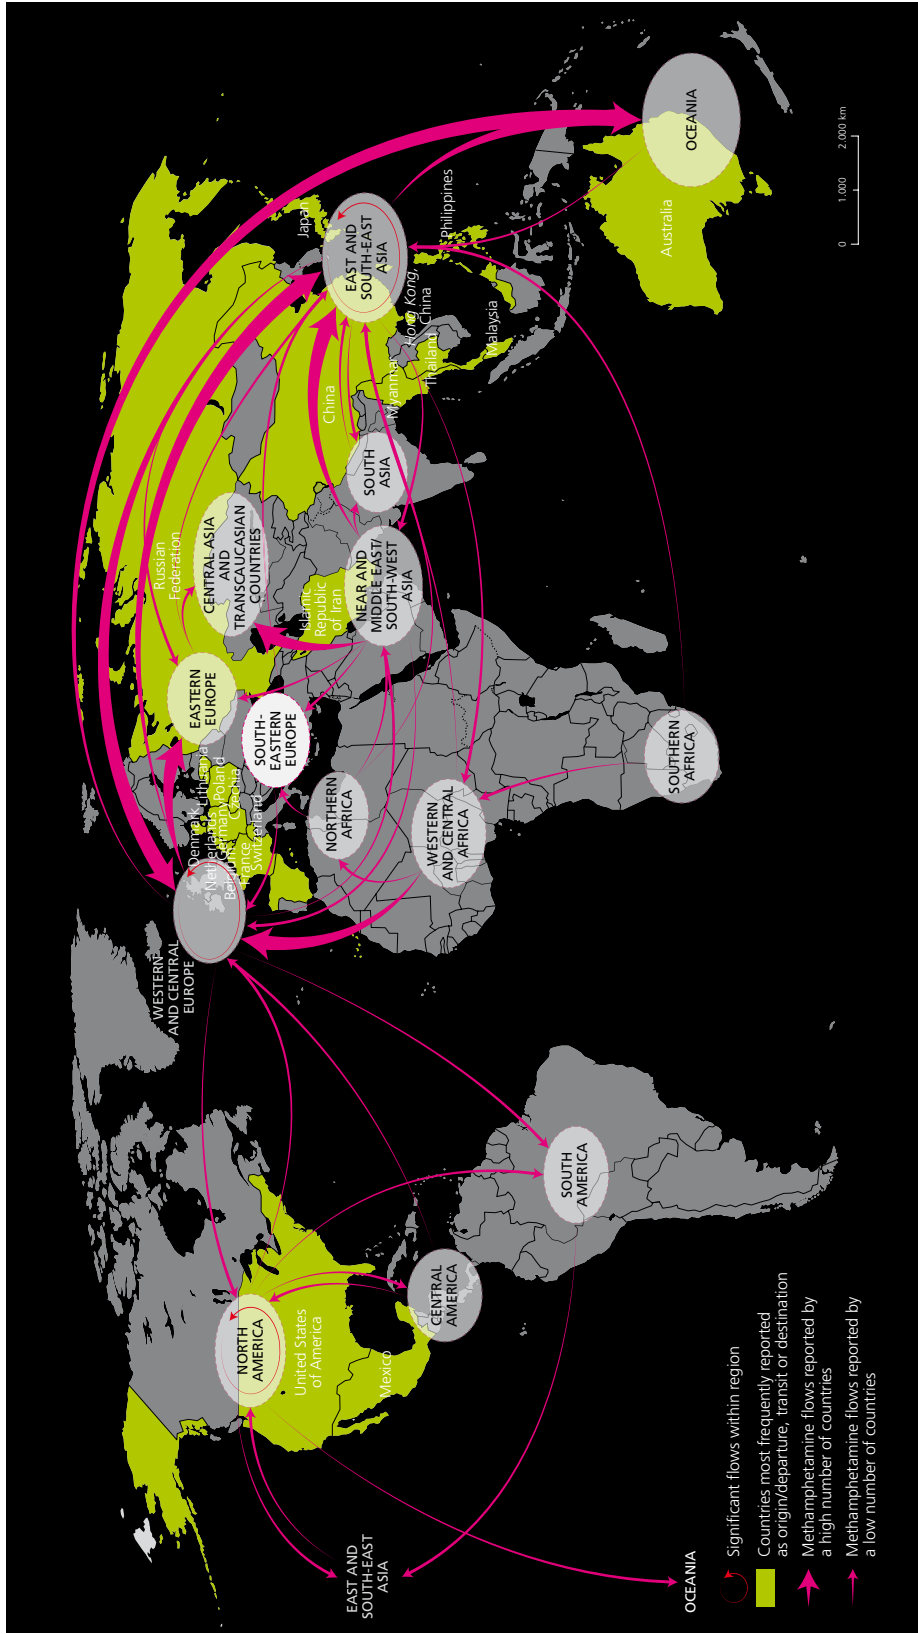 WESTERN
AND CENTRAL
EUROPE
Denmark
Netherlands
Belgium
France
Switzerland
Germany
Lithuania
Poland
Czechia
EASTERN
EUROPE
SOUTH-
EASTERN
EUROPE
Russian
Federation
CENTRAL ASIA
AND
TRANSCAUCASIAN
COUNTRIES
Islamic
Republic
of Iran
NEAR AND
MIDDLE EAST/
SOUTH-WEST
ASIA
SOUTH
ASIA
China
Japan
EAST AND
SOUTH-EAST
ASIA
Hong Kong,
China
Myanmar
Thailand
Malaysia
Philippines
OCEANIA
Australia
0
1.000
2.000 km
NORTHERN
AFRICA
WESTERN
AND CENTRAL
AFRICA
SOUTHERN
AFRICA
NORTH
AMERICA
United States
of America
Mexico
CENTRAL
AMERICA
SOUTH
AMERICA
EAST AND
SOUTH-EAST
ASIA
OCEANIA
Significant flows within region
Countries most frequently reported
as origin/departure, transit or destination
Methamphetamine flows reported by
a high number of countries
Methamphetamine flows reported by
a low number of countries